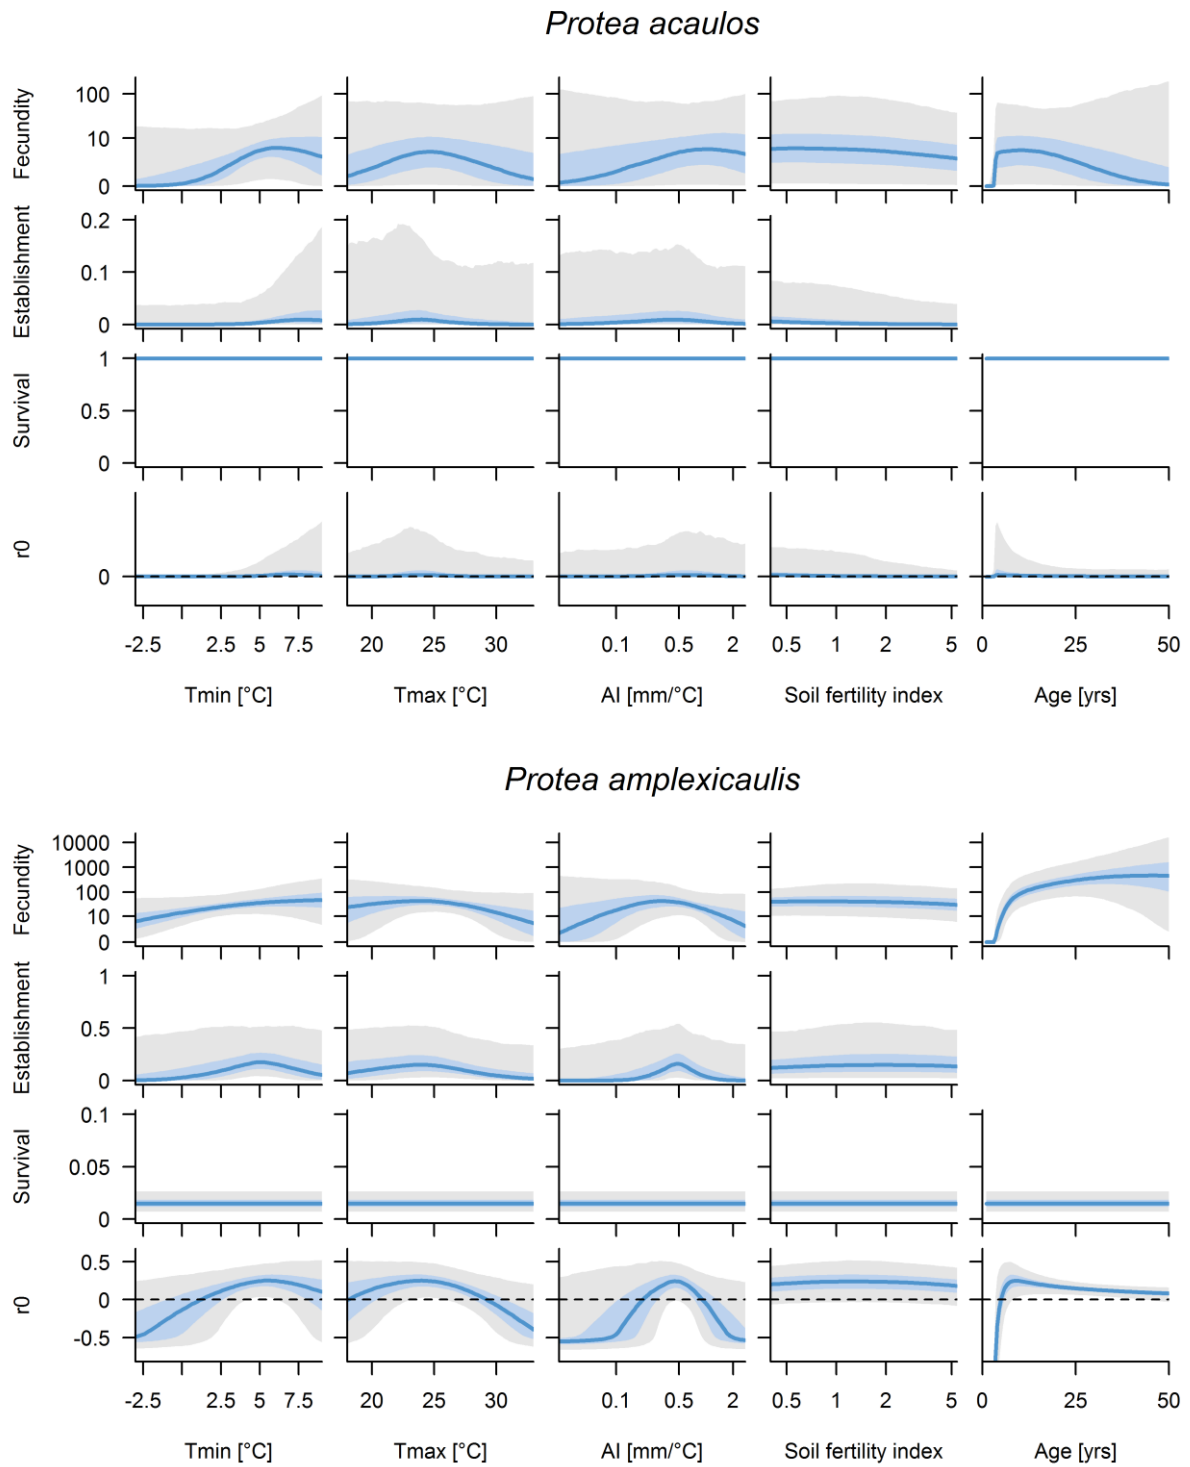 Protea acaulos
Fecundity
100
10
0
Establishment
0.2
0.1
0
Survival
1
0.5
0
r0
0
-2.5 2.5 5 7.5 20 25 30 0.1 0.5 2 0.5 1 2 5 0 25 50
Tmin [°C] Tmax [°C] AI [mm/°C] Soil fertility index Age [yrs]
Protea amplexicaulis
Fecundity
10000
1000
100
10
0
Establishment
1
0.5
0
Survival
0.1
0.05
0
r0
0.5
0
-0.5
-2.5 2.5 5 7.5 20 25 30 0.1 0.5 2 0.5 1 2 5 0 25 50
Tmin [°C] Tmax [°C] AI [mm/°C] Soil fertility index Age [yrs]